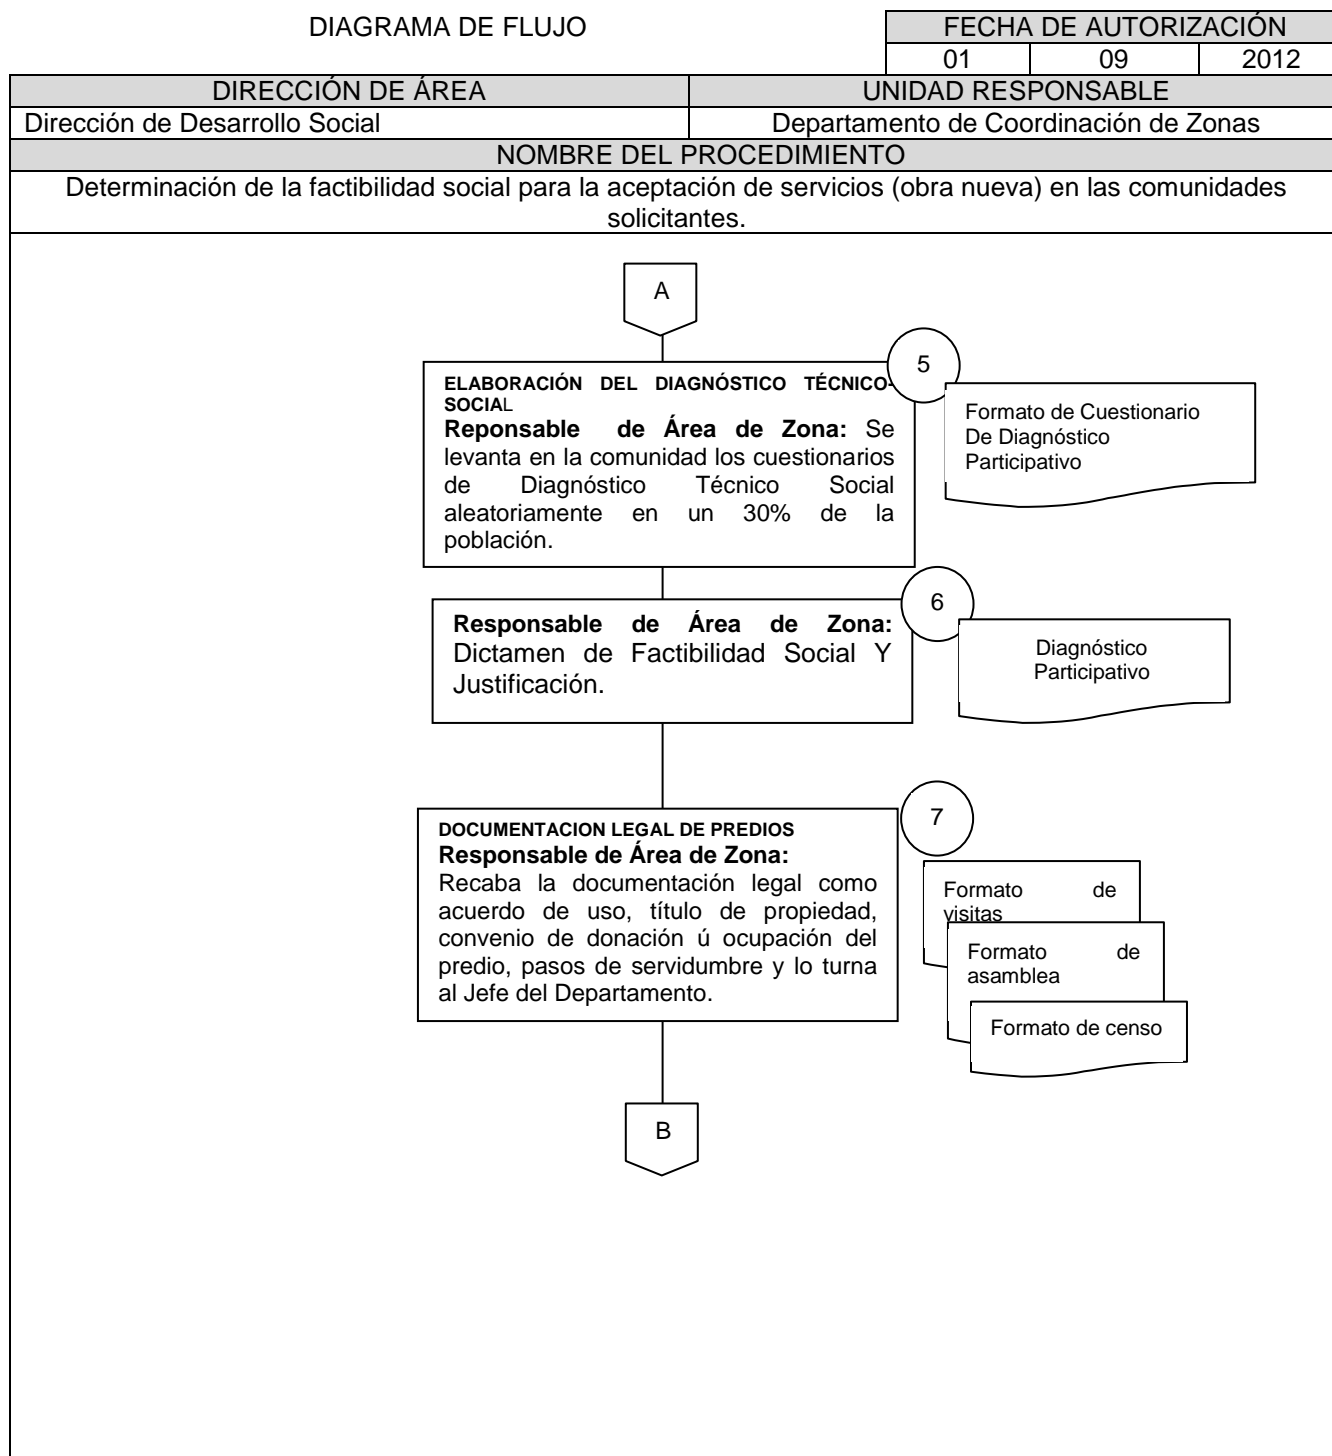 DIAGRAMA DE FLUJO
FECHA DE AUTORIZACIÓN
01 09 2012
DIRECCIÓN DE ÁREA
UNIDAD RESPONSABLE
Dirección de Desarrollo Social
Departamento de Coordinación de Zonas
NOMBRE DEL PROCEDIMIENTO
Determinación de la factibilidad social para la aceptación de servicios (obra nueva) en las comunidades
solicitantes.
A
5
ELABORACIÓN DEL DIAGNÓSTICO TÉCNICO-
SOCIAL
Reponsable de Área de Zona: Se
levanta en la comunidad los cuestionarios
de Diagnóstico Técnico Social
aleatoriamente en un 30% de la
población.
Formato de Cuestionario
De Diagnóstico
Participativo
6
Responsable de Área de Zona:
Dictamen de Factibilidad Social Y
Justificación.
Diagnóstico
Participativo
7
DOCUMENTACION LEGAL DE PREDIOS
Responsable de Área de Zona:
Recaba la documentación legal como
acuerdo de uso, título de propiedad,
convenio de donación ú ocupación del
predio, pasos de servidumbre y lo turna
al Jefe del Departamento.
Formato de
visitas
Formato de
asamblea
Formato de censo
B